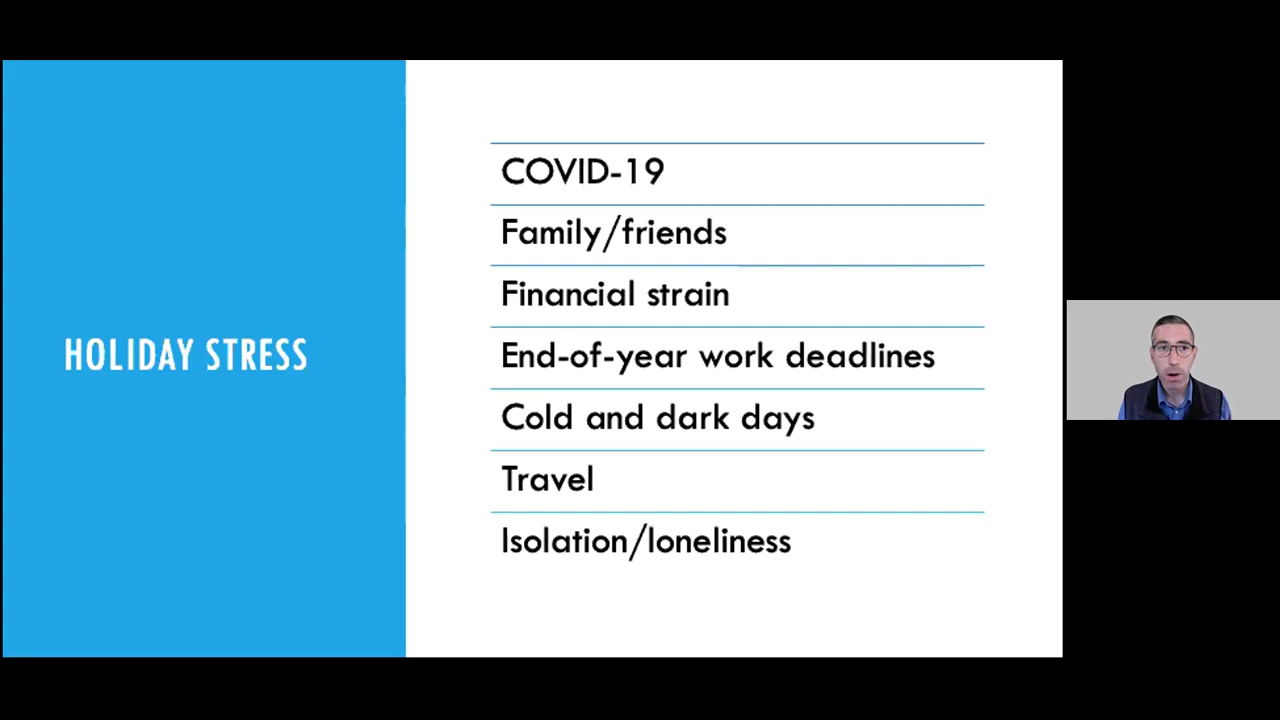 HOLIDAY STRESS
COVID-19
Family/friends
Financial strain
End-of-year work deadlines
Cold and dark days
Travel
Isolation/loneliness